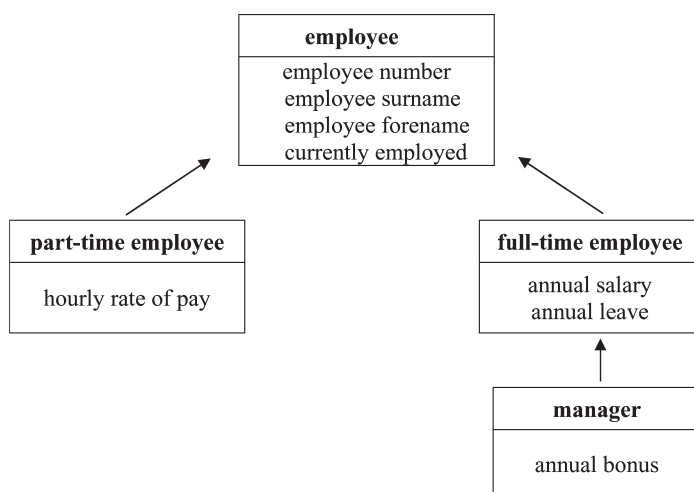 employee
employee number
employee surname
employee forename
currently employed
part-time employee
hourly rate of pay
full-time employee
annual salary
annual leave
manager
annual bonus